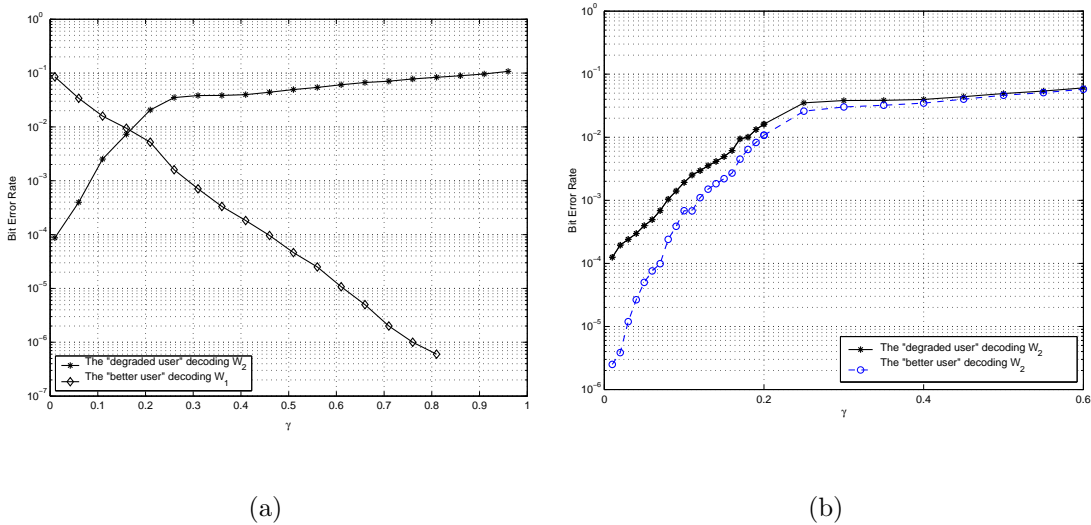 10^0
10^-1
10^-2
10^-3
10^-4
10^-5
10^-6
10^-7
Bit Error Rate
0 0.1 0.2 0.3 0.4 0.5 0.6 0.7 0.8 0.9 1
γ
The "degraded user" decoding W_2
The "better user" decoding W_1
(a)
10^0
10^-1
10^-2
10^-3
10^-4
10^-5
10^-6
Bit Error Rate
0 0.2 0.4 0.6
γ
The "degraded user" decoding W_2
The "better user" decoding W_2
(b)